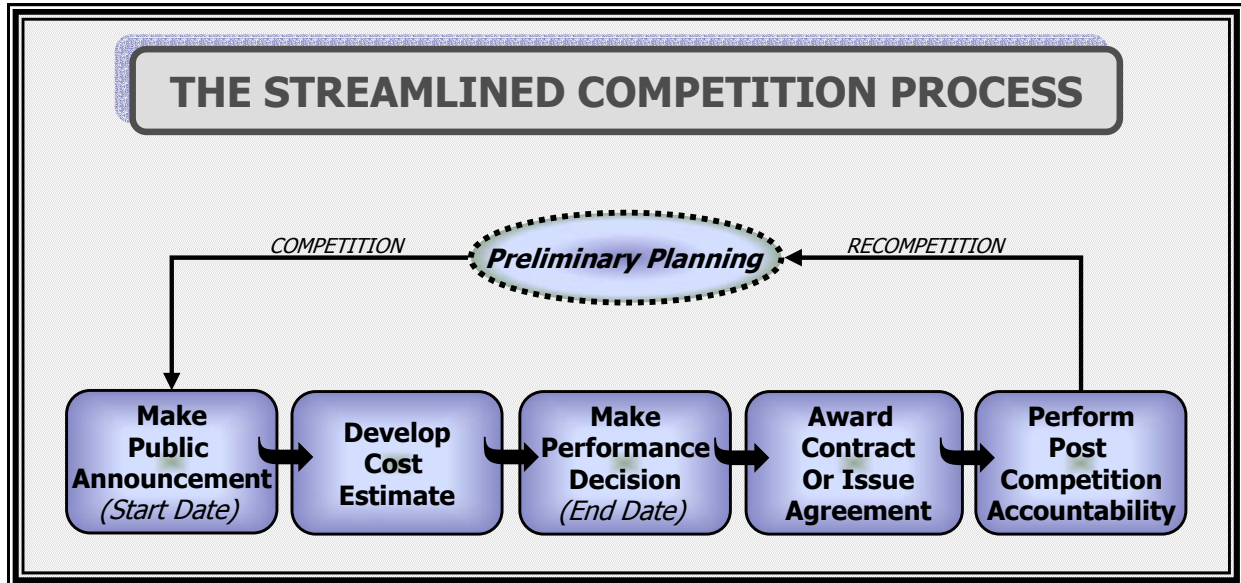 THE STREAMLINED COMPETITION PROCESS
COMPETITION
Preliminary Planning
RECOMPETITION
Make
Public
Announcement
(Start Date)
Develop
Cost
Estimate
Make
Performance
Decision
(End Date)
Award
Contract
Or Issue
Agreement
Perform
Post
Competition
Accountability